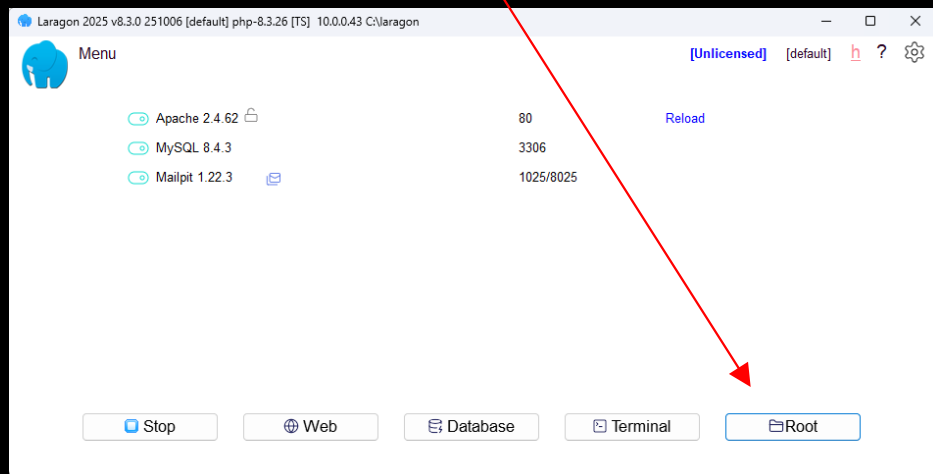 Laragon 2025 v8.3.0 251006 [default] php-8.3.26 [TS] 10.0.0.43 C:\laragon
Menu [Unlicensed] [default] h ?
Apache 2.4.62 80 Reload
MySQL 8.4.3 3306
Mailpit 1.22.3 1025/8025
Stop Web Database Terminal Root